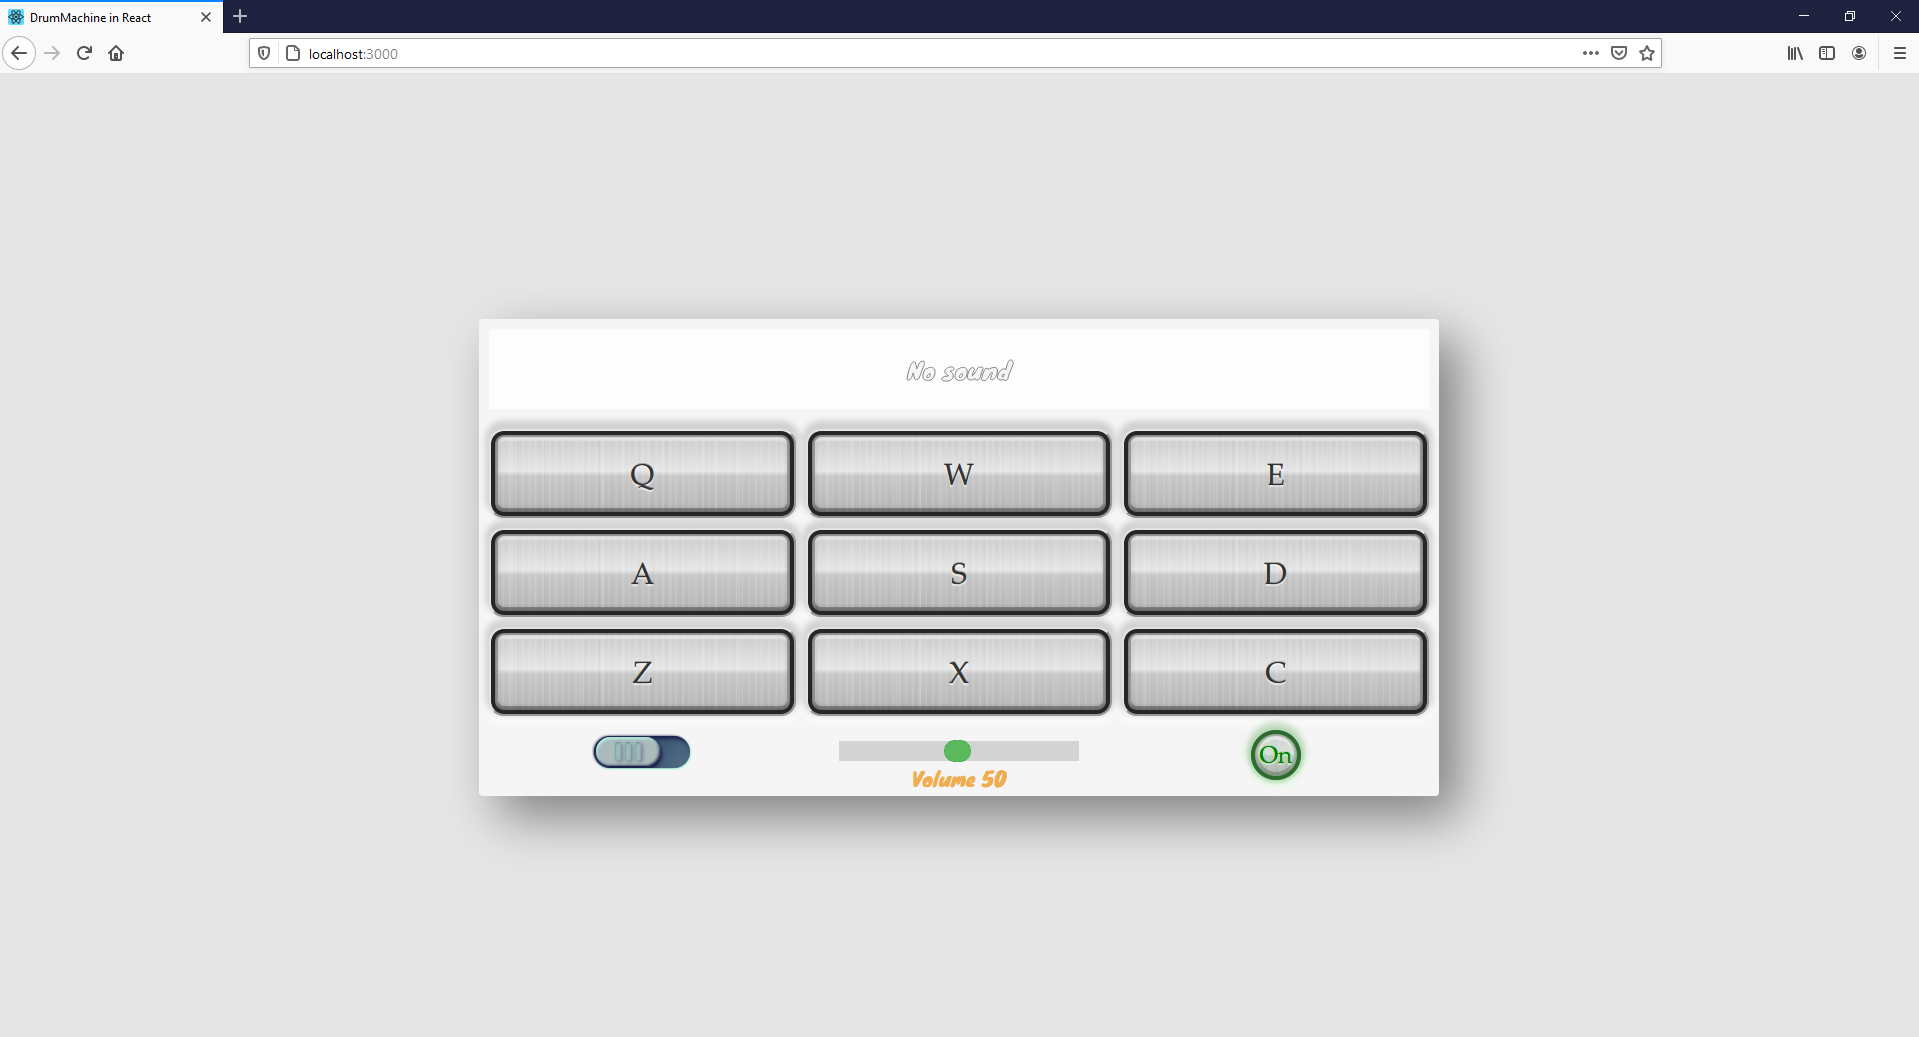 DrumMachine in React
localhost:3000
No sound
Q W E
A S D
Z X C
On
Volume 50